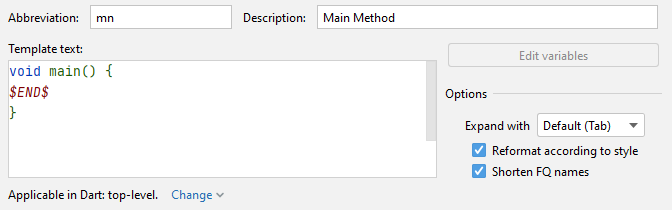 Abbreviation: mn Description: Main Method
Template text:
void main() {
$END$
}
Edit variables
Options
Expand with Default (Tab)
Reformat according to style
Shorten FQ names
Applicable in Dart: top-level. Change